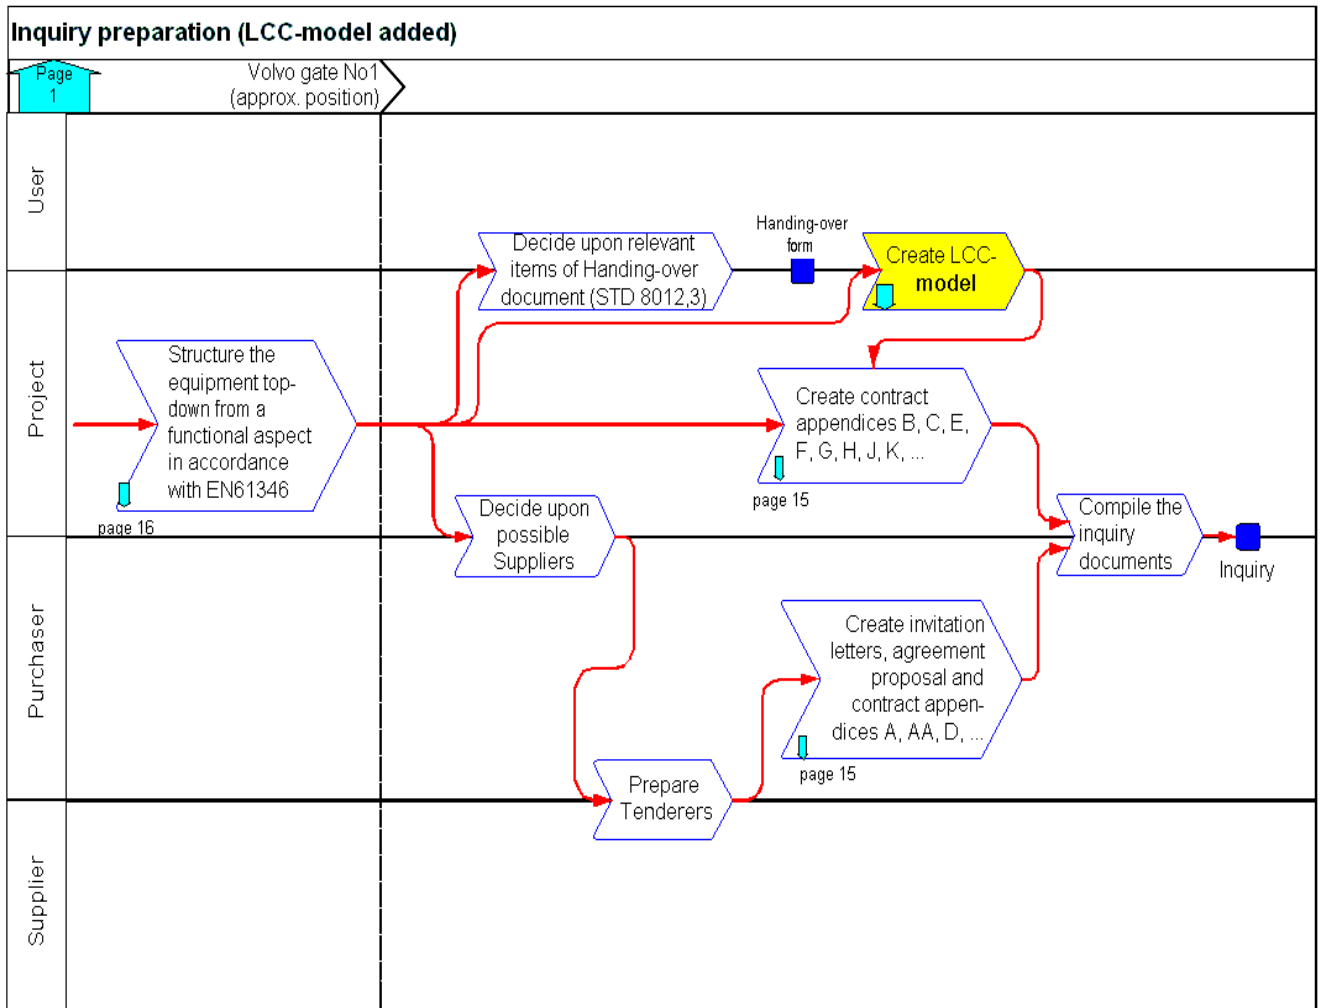 Inquiry preparation (LCC-model added)
Page
1
Volvo gate No1
(approx. position)
User
Project
Purchaser
Supplier
Decide upon relevant
items of Handing-over
document (STD 8012,3)
Handing-over
form
Create LCC-
model
Structure the
equipment top-
down from a
functional aspect
in accordance
with EN61346
page 16
Create contract
appendices B, C, E,
F, G, H, J, K, ...
page 15
Decide upon
possible
Suppliers
Compile the
inquiry
documents
Inquiry
Create invitation
letters, agreement
proposal and
contract appen-
dices A, AA, D, ...
page 15
Prepare
Tenderers